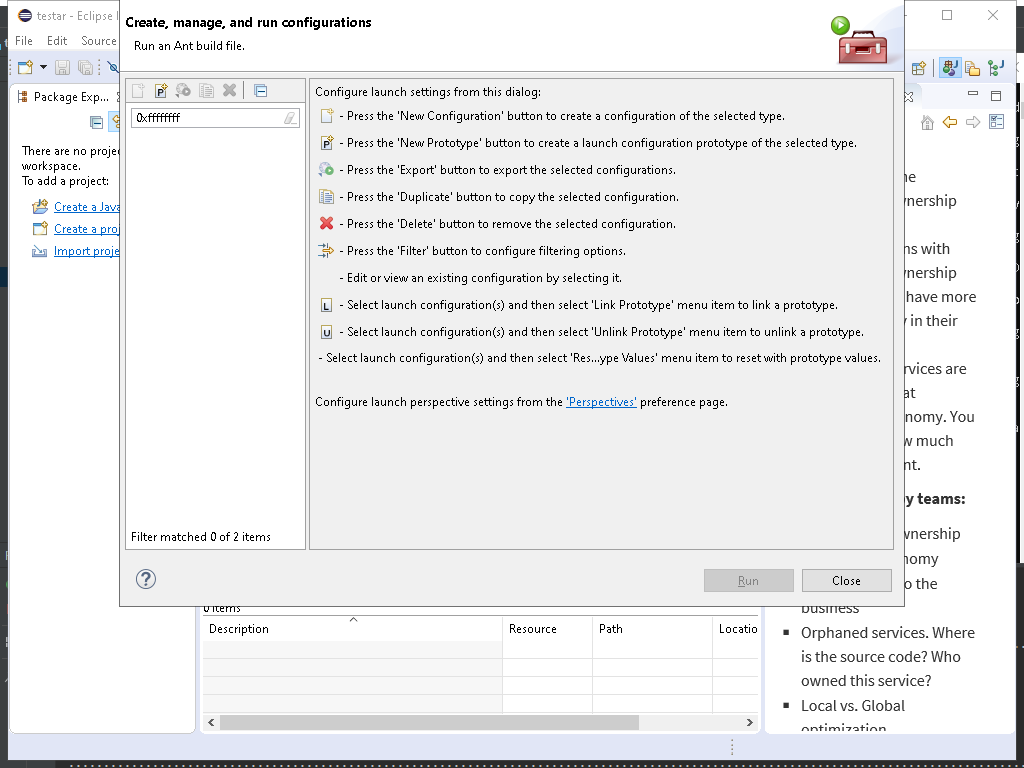 testar - Eclipse I
File Edit Source
Package Exp...
There are no proje
workspace.
To add a project:
Create a Java
Create a proj
Import proje
Create, manage, and run configurations
Run an Ant build file.
0xffffffff
Filter matched 0 of 2 items
Configure launch settings from this dialog:
- Press the 'New Configuration' button to create a configuration of the selected type.
- Press the 'New Prototype' button to create a launch configuration prototype of the selected type.
- Press the 'Export' button to export the selected configurations.
- Press the 'Duplicate' button to copy the selected configuration.
- Press the 'Delete' button to remove the selected configuration.
- Press the 'Filter' button to configure filtering options.
- Edit or view an existing configuration by selecting it.
L - Select launch configuration(s) and then select 'Link Prototype' menu item to link a prototype.
U - Select launch configuration(s) and then select 'Unlink Prototype' menu item to unlink a prototype.
- Select launch configuration(s) and then select 'Res...ype Values' menu item to reset with prototype values.
Configure launch perspective settings from the 'Perspectives' preference page.
Run Close
0 items
Description Resource Path Locatio
ne
vnership
ns with
wnership
have more
y in their
rvices are
at
nomy. You
w much
nt.
y teams:
wnership
nomy
o the
business
Orphaned services. Where
is the source code? Who
owned this service?
Local vs. Global
optimization